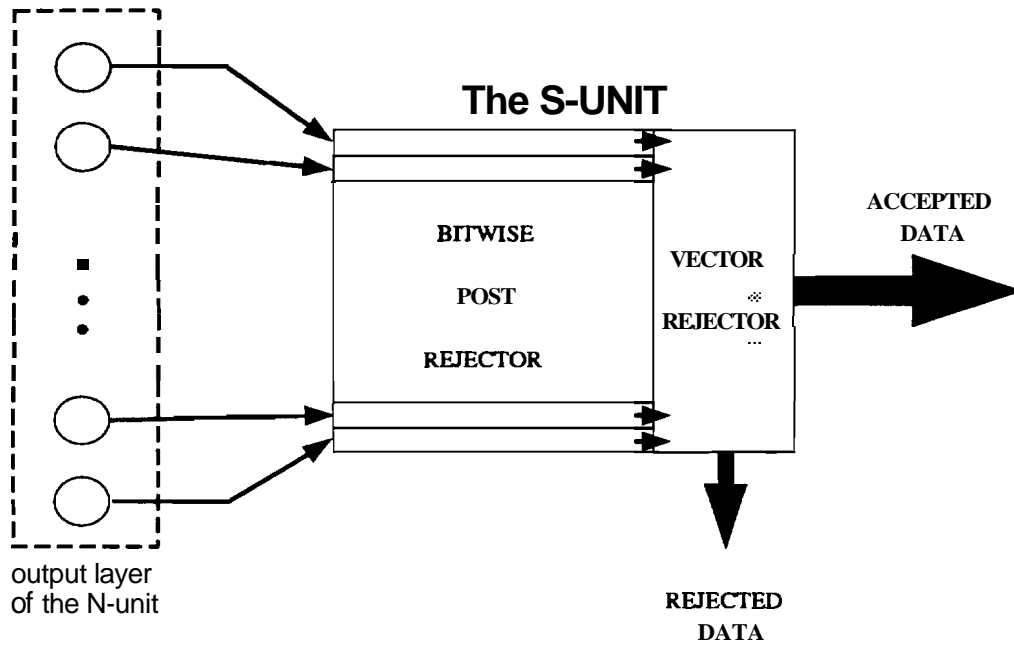 The S-UNIT
BITWISE
POST
REJECTOR
VECTOR
REJECTOR
ACCEPTED
DATA
output layer
of the N-unit
REJECTED
DATA